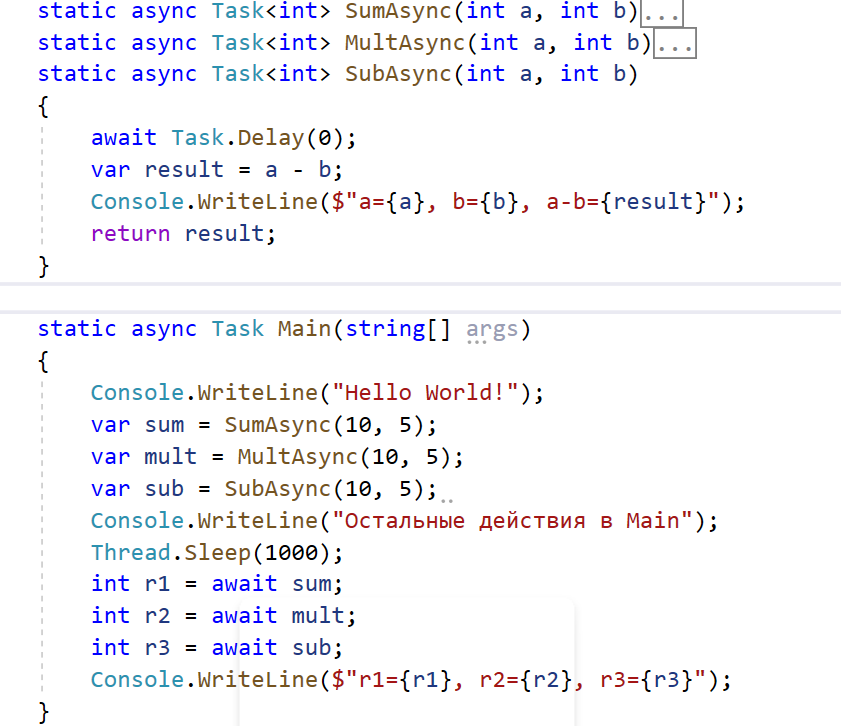 static async Task<int> SumAsync(int a, int b)...
static async Task<int> MultAsync(int a, int b)...
static async Task<int> SubAsync(int a, int b)
{
    await Task.Delay(0);
    var result = a - b;
    Console.WriteLine($"a={a}, b={b}, a-b={result}");
    return result;
}
static async Task Main(string[] args)
{
    Console.WriteLine("Hello World!");
    var sum = SumAsync(10, 5);
    var mult = MultAsync(10, 5);
    var sub = SubAsync(10, 5);
    Console.WriteLine("Остальные действия в Main");
    Thread.Sleep(1000);
    int r1 = await sum;
    int r2 = await mult;
    int r3 = await sub;
    Console.WriteLine($"r1={r1}, r2={r2}, r3={r3}");
}